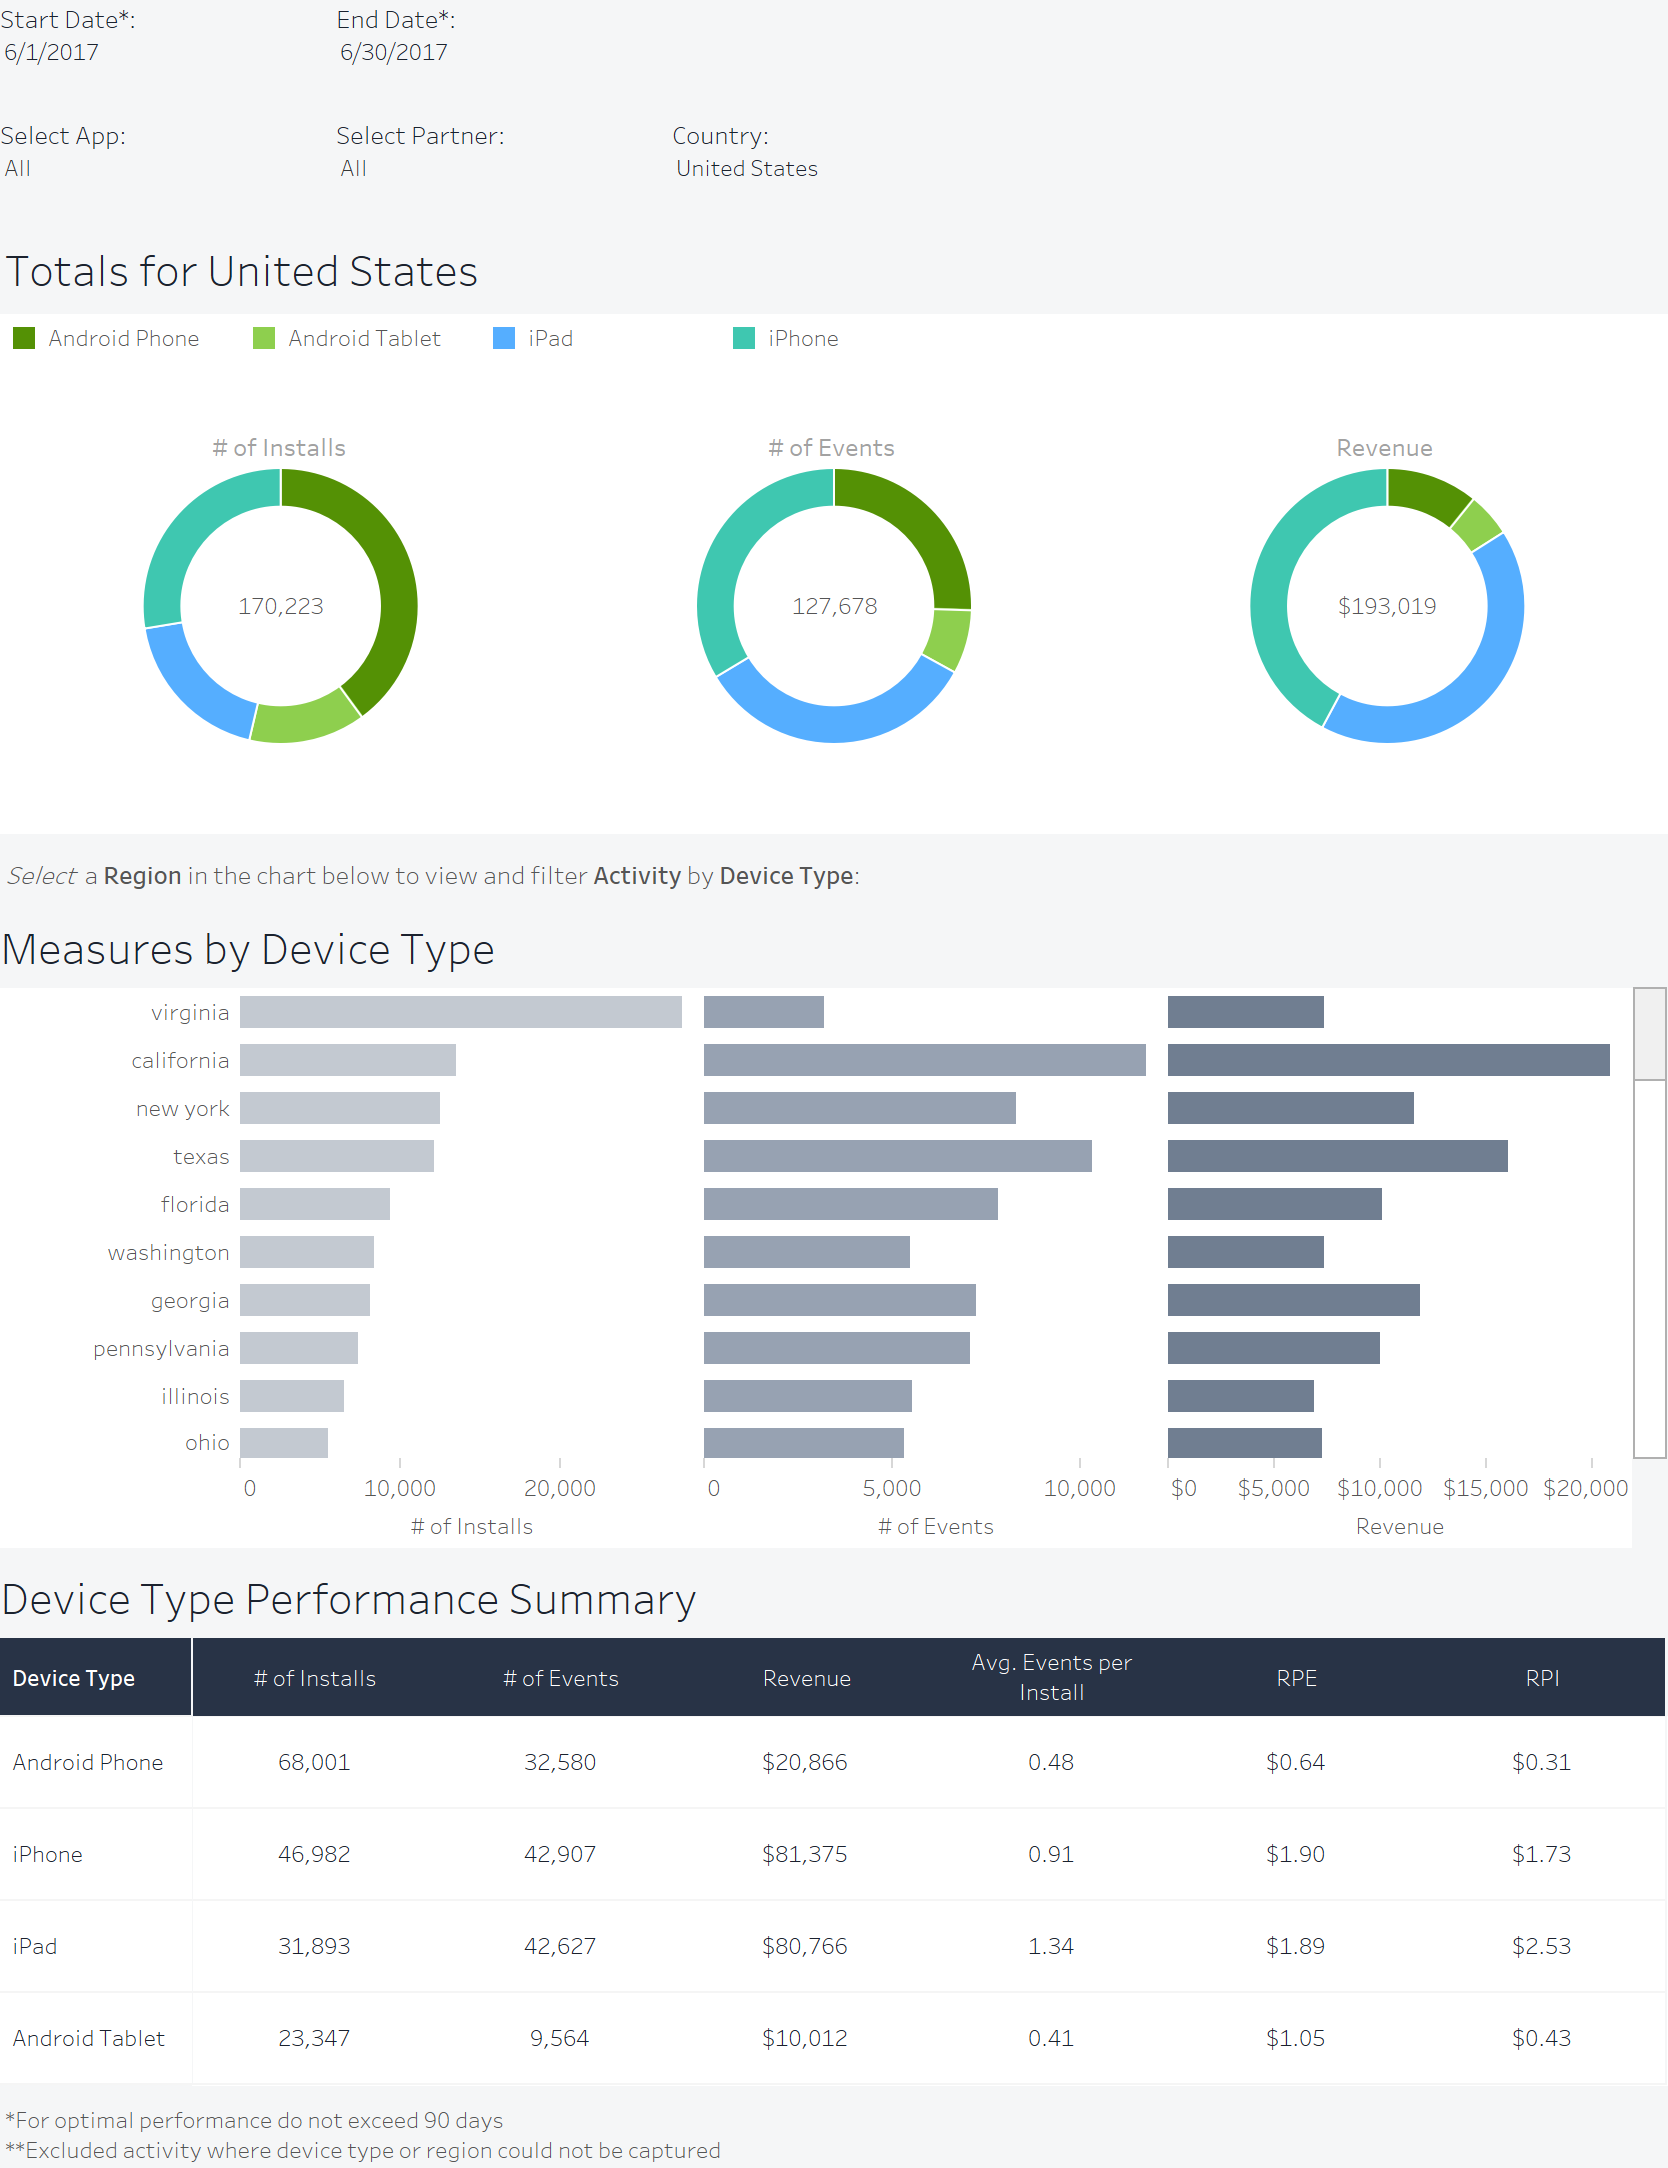 Start Date*: End Date*:
6/1/2017 6/30/2017
Select App: Select Partner: Country:
All All United States
Totals for United States
Android Phone Android Tablet iPad iPhone
# of Installs # of Events Revenue
170,223 127,678 $193,019
Select a Region in the chart below to view and filter Activity by Device Type:
Measures by Device Type
virginia
california
new york
texas
florida
washington
georgia
pennsylvania
illinois
ohio
0 10,000 20,000 0 5,000 10,000 $0 $5,000 $10,000 $15,000 $20,000
# of Installs # of Events Revenue
Device Type Performance Summary
Device Type # of Installs # of Events Revenue Avg. Events per Install RPE RPI
Android Phone 68,001 32,580 $20,866 0.48 $0.64 $0.31
iPhone 46,982 42,907 $81,375 0.91 $1.90 $1.73
iPad 31,893 42,627 $80,766 1.34 $1.89 $2.53
Android Tablet 23,347 9,564 $10,012 0.41 $1.05 $0.43
*For optimal performance do not exceed 90 days
**Excluded activity where device type or region could not be captured